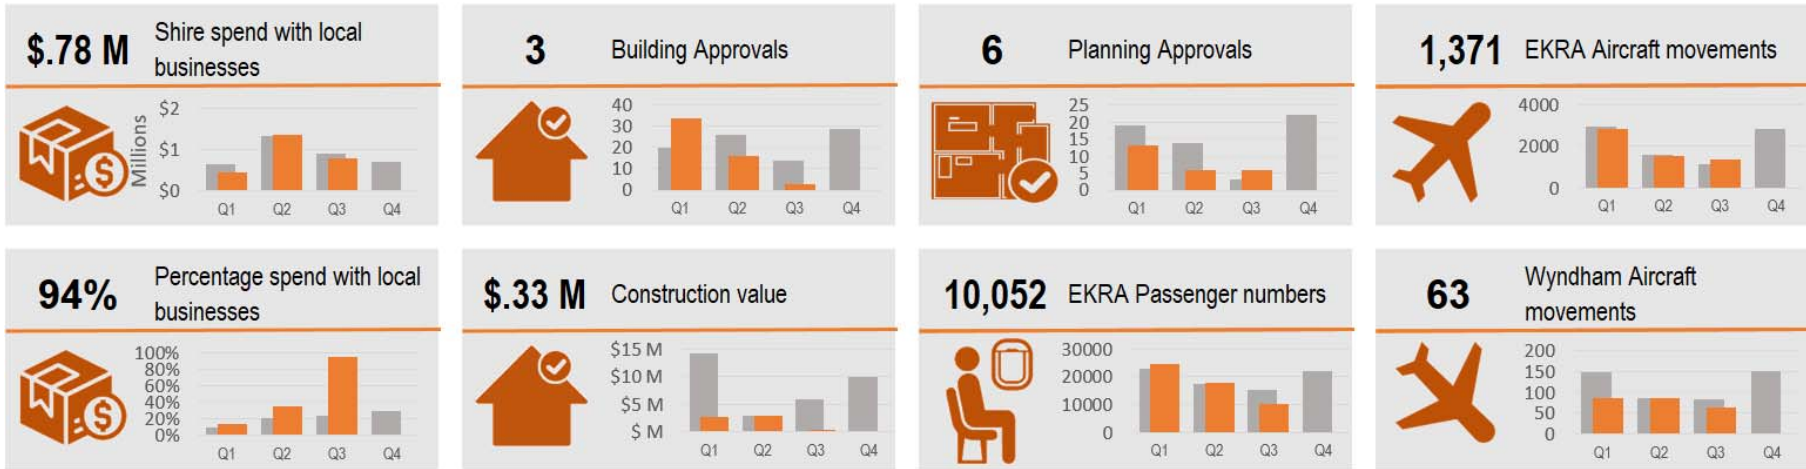 $.78 M
Shire spend with local
businesses
Millions
$2
$1
$0
Q1 Q2 Q3 Q4
3
Building Approvals
40
30
20
10
0
Q1 Q2 Q3 Q4
6
Planning Approvals
25
20
15
10
5
0
Q1 Q2 Q3 Q4
1,371
EKRA Aircraft movements
4000
2000
0
Q1 Q2 Q3 Q4
94%
Percentage spend with local
businesses
100%
80%
60%
40%
20%
0%
Q1 Q2 Q3 Q4
$.33 M
Construction value
$15 M
$10 M
$5 M
$ M
Q1 Q2 Q3 Q4
10,052
EKRA Passenger numbers
30000
20000
10000
0
Q1 Q2 Q3 Q4
63
Wyndham Aircraft
movements
200
150
100
50
0
Q1 Q2 Q3 Q4